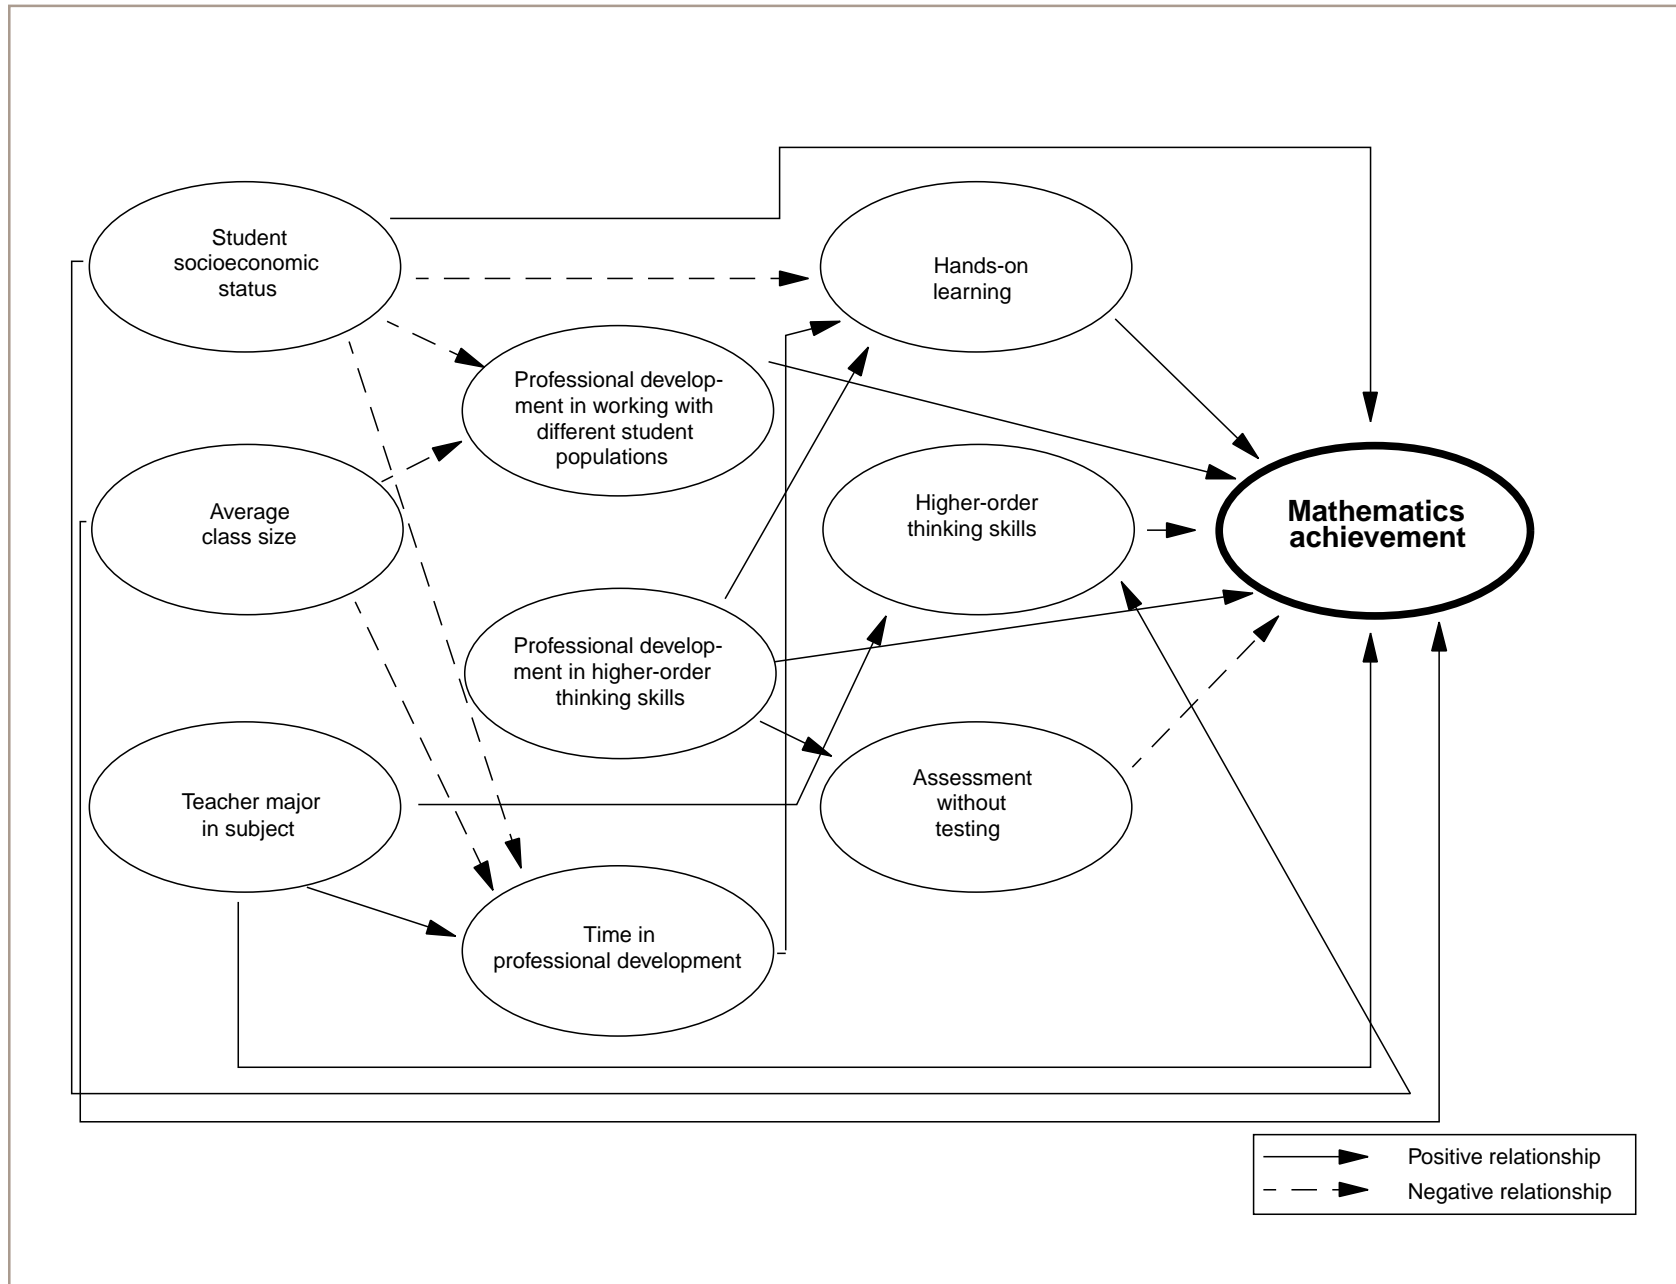 Student
socioeconomic
status
Hands-on
learning
Professional develop-
ment in working with
different student
populations
Average
class size
Higher-order
thinking skills
Mathematics
achievement
Professional develop-
ment in higher-order
thinking skills
Teacher major
in subject
Assessment
without
testing
Time in
professional development
Positive relationship
Negative relationship